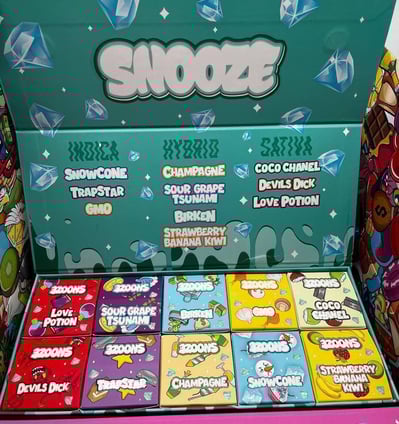 SNOOZE
INDICA
SNOWCONE
TRAPSTAR
GMO
HYBRID
CHAMPAGNE
SOUR GRAPE
TSUNAMI
BIRKEN
STRAWBERRY
BANANA KIWI
SATIVA
COCO CHANEL
DEVILS DICK
LOVE POTION
3ZOONS
LOVE
POTION
3ZOONS
SOUR GRAPE
TSUNAMI
3ZOONS
BIRKEN
3ZOONS
GMO
3ZOONS
COCO
CHANEL
3ZOONS
DEVILS DICK
3ZOONS
TRAPSTAR
3ZOONS
CHAMPAGNE
3ZOONS
SNOWCONE
3ZOONS
STRAWBERRY
BANANA
KIWI